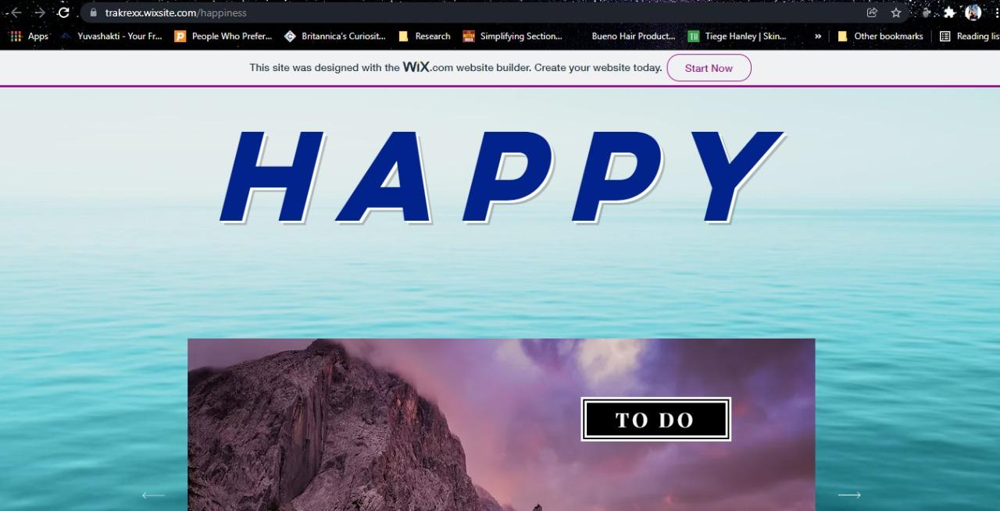 trakrexx.wixsite.com/happiness
Apps Yuvashakti - Your Fr... People Who Prefer... Britannica's Curiosit... Research Simplifying Section... Bueno Hair Product... TH Tiege Hanley | Skin... » Other bookmarks Reading lis
This site was designed with the WiX.com website builder. Create your website today. Start Now
HAPPY
TO DO